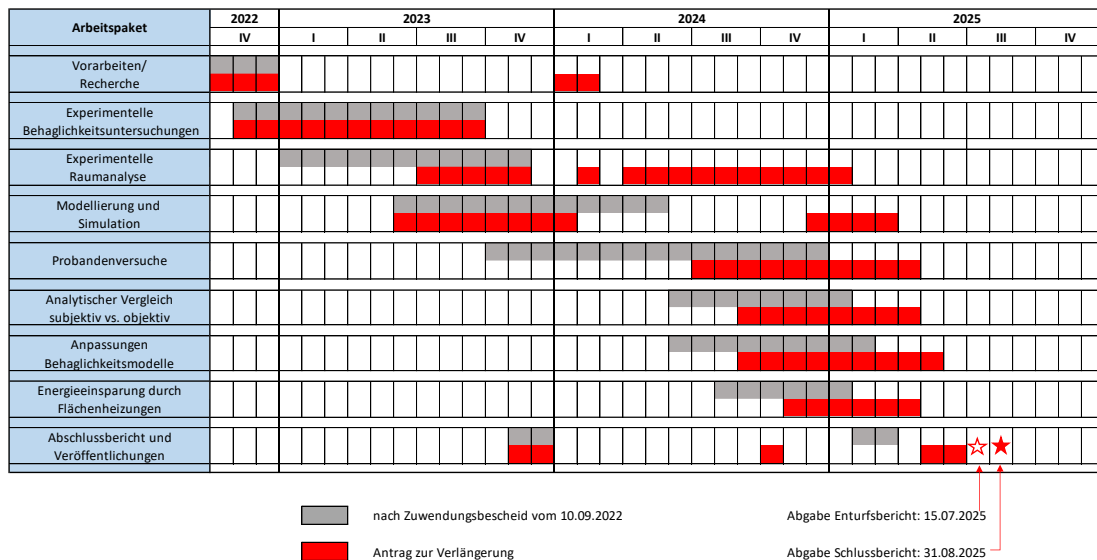 Arbeitspaket
2022 2023 2024 2025
IV I II III IV I II III IV I II III IV
Vorarbeiten/
Recherche
Experimentelle
Behaglichkeitsuntersuchungen
Experimentelle
Raumanalyse
Modellierung und
Simulation
Probandenversuche
Analytischer Vergleich
subjektiv vs. objektiv
Anpassungen
Behaglichkeitsmodelle
Energieeinsparung durch
Flächenheizungen
Abschlussbericht und
Veröffentlichungen
nach Zuwendungsbescheid vom 10.09.2022
Abgabe Enturfsbericht: 15.07.2025
Antrag zur Verlängerung
Abgabe Schlussbericht: 31.08.2025